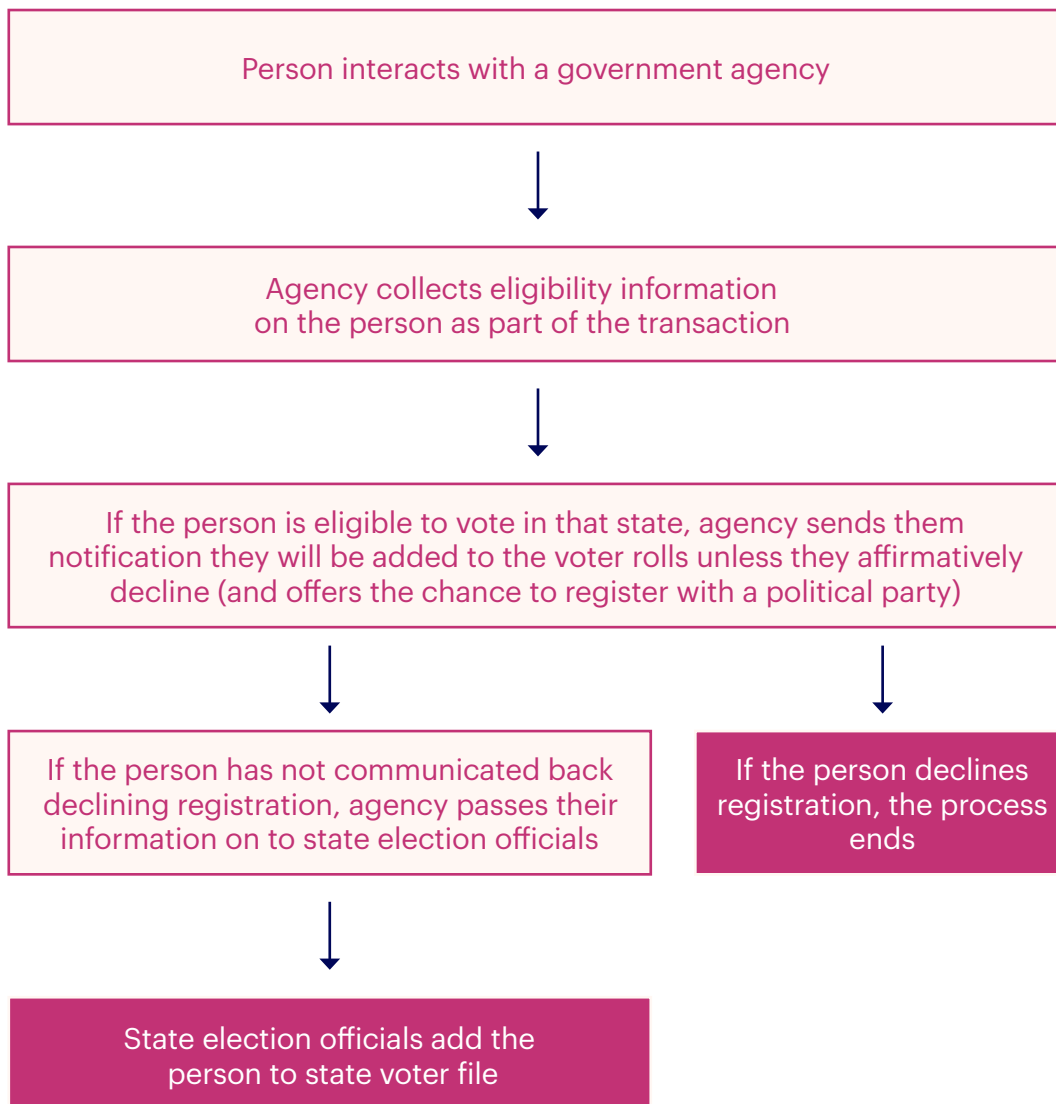 Person interacts with a government agency
Agency collects eligibility information
on the person as part of the transaction
If the person is eligible to vote in that state, agency sends them
notification they will be added to the voter rolls unless they affirmatively
decline (and offers the chance to register with a political party)
If the person has not communicated back
declining registration, agency passes their
information on to state election officials
If the person declines
registration, the process
ends
State election officials add the
person to state voter file